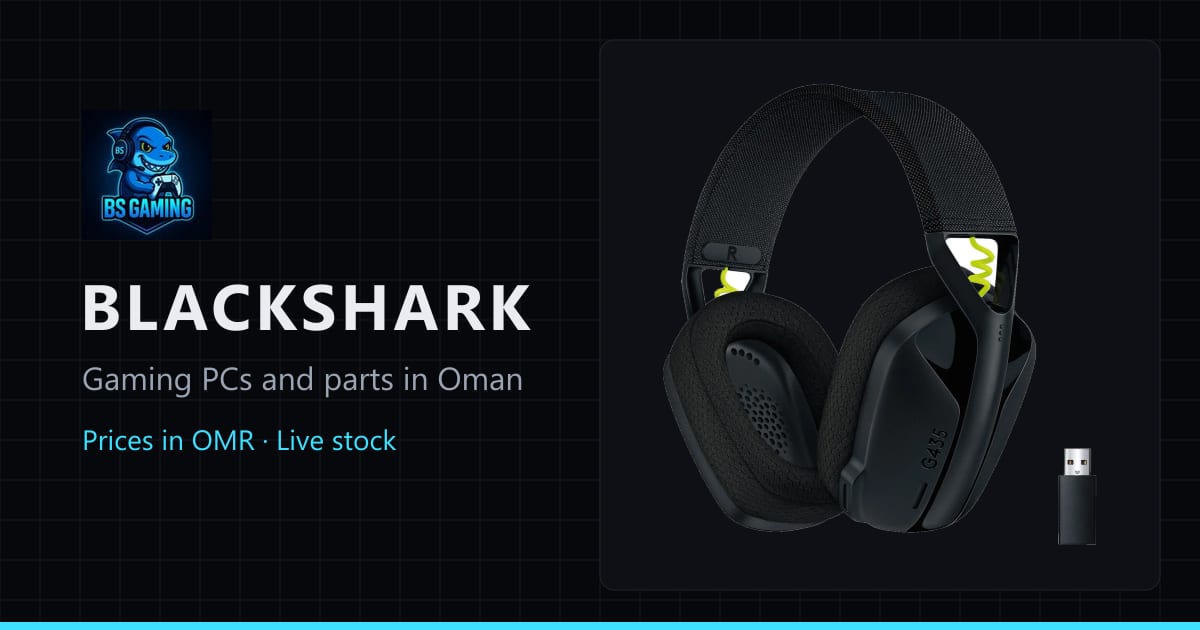 BS
BS GAMING
BLACKSHARK
Gaming PCs and parts in Oman
Prices in OMR · Live stock
R
G435